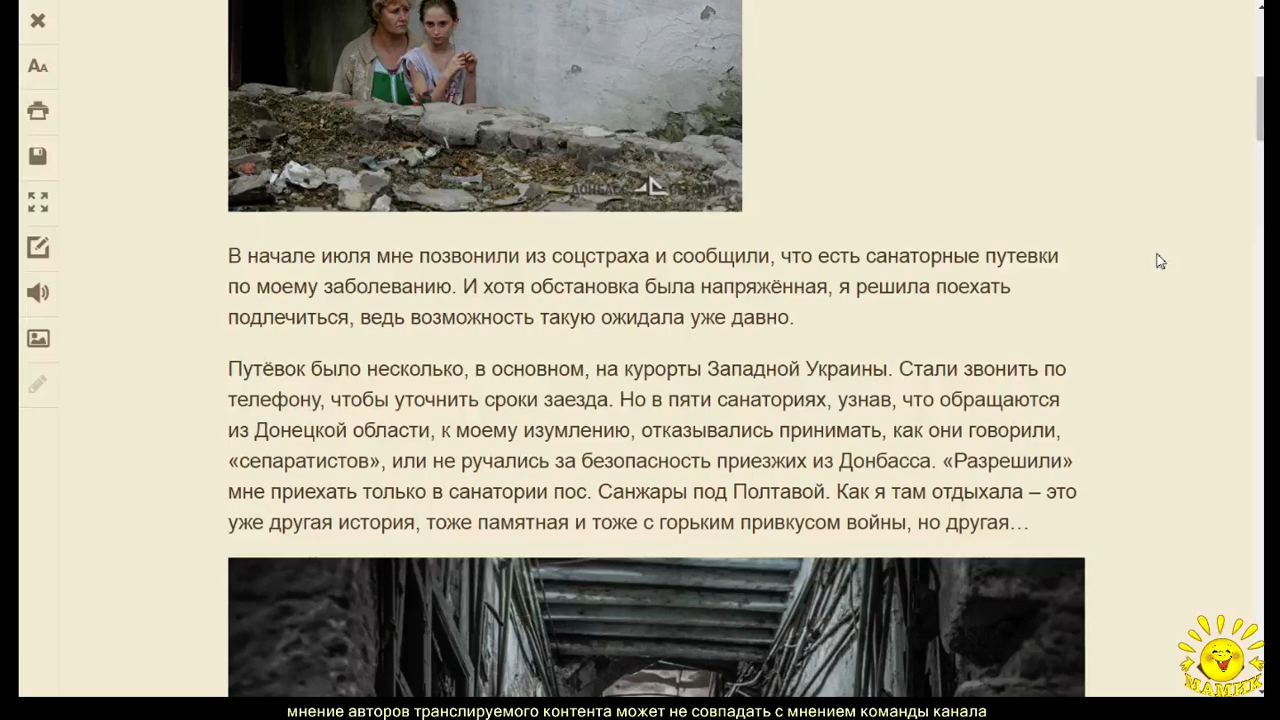 AA
ДОНБАСС СЕГОДНЯ
В начале июля мне позвонили из соцстраха и сообщили, что есть санаторные путевки
по моему заболеванию. И хотя обстановка была напряжённая, я решила поехать
подлечиться, ведь возможность такую ожидала уже давно.
Путёвок было несколько, в основном, на курорты Западной Украины. Стали звонить по
телефону, чтобы уточнить сроки заезда. Но в пяти санаториях, узнав, что обращаются
из Донецкой области, к моему изумлению, отказывались принимать, как они говорили,
«сепаратистов», или не ручались за безопасность приезжих из Донбасса. «Разрешили»
мне приехать только в санатории пос. Санжары под Полтавой. Как я там отдыхала – это
уже другая история, тоже памятная и тоже с горьким привкусом войны, но другая…
МАМИК
мнение авторов транслируемого контента может не совпадать с мнением команды канала